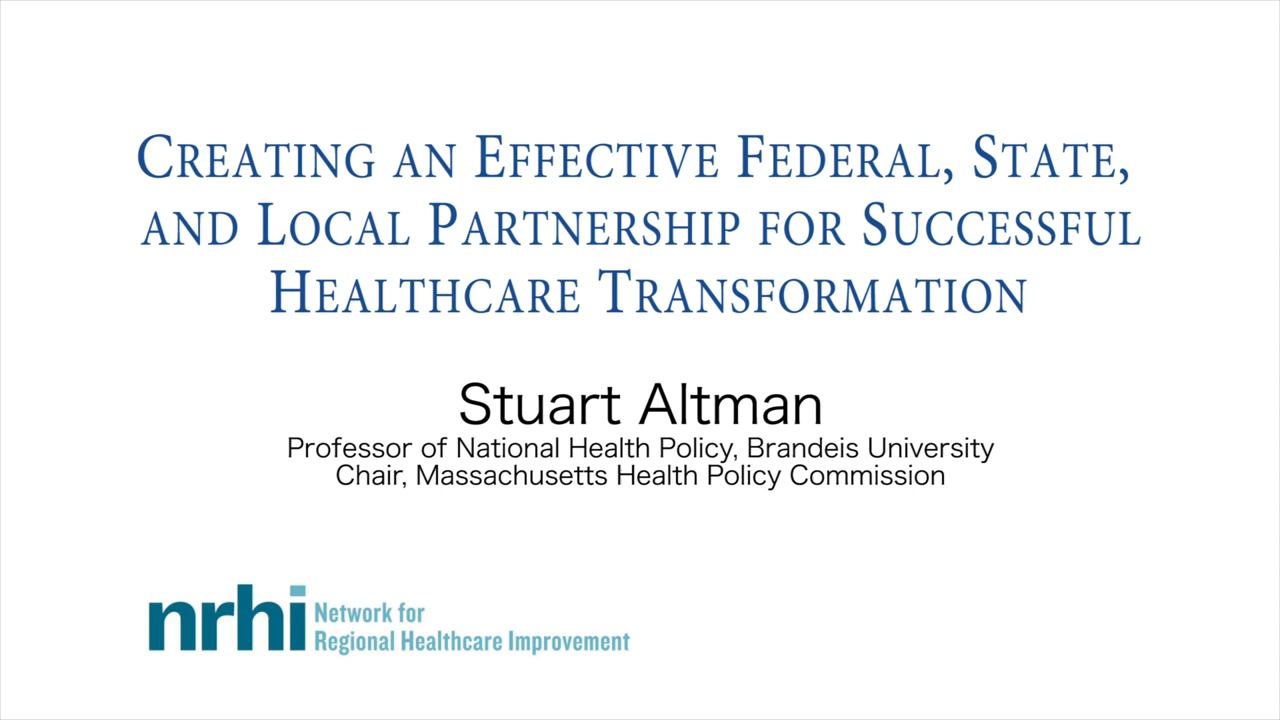 CREATING AN EFFECTIVE FEDERAL, STATE,
AND LOCAL PARTNERSHIP FOR SUCCESSFUL
HEALTHCARE TRANSFORMATION
Stuart Altman
Professor of National Health Policy, Brandeis University
Chair, Massachusetts Health Policy Commission
nrhi
Network for
Regional Healthcare Improvement